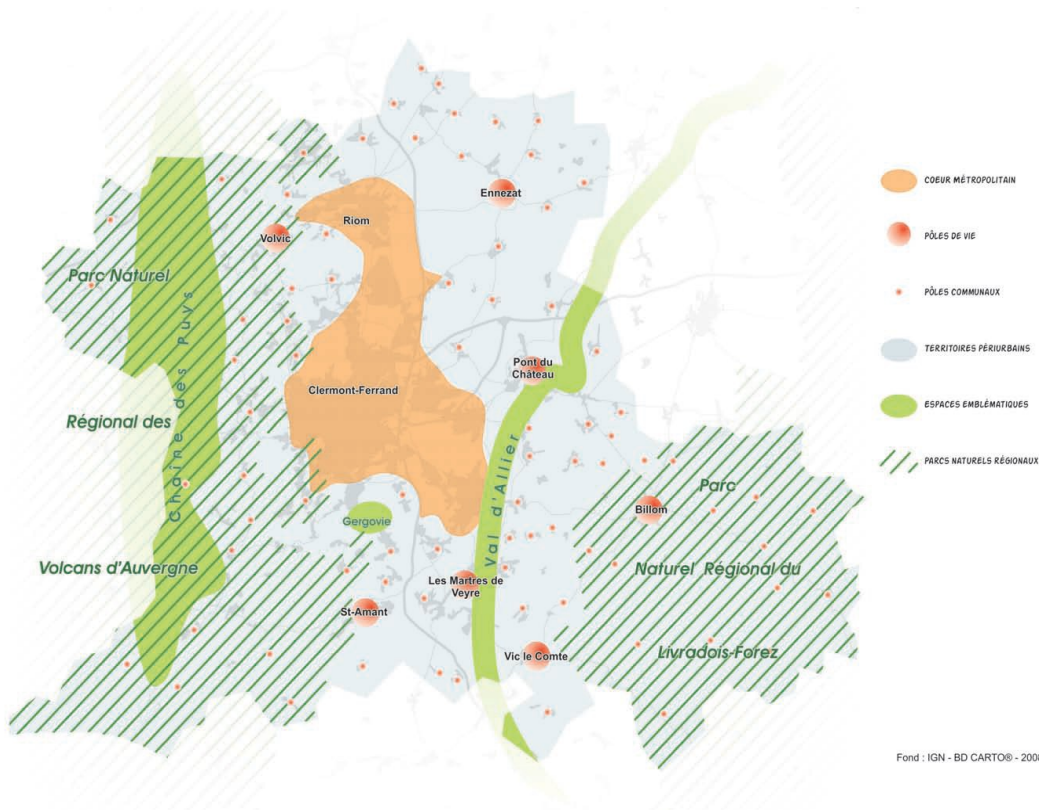 Ennezat
Riom
Volvic
Parc Naturel
Chaîne des Puys
Pont du
Château
Clermont-Ferrand
Régional des
Val d'Allier
Parc
Billom
Gergovie
Volcans d'Auvergne
Naturel Régional du
Les Martres de
Veyre
St-Amant
Vic le Comte
Livradois-Forez
COEUR MÉTROPOLITAIN
PÔLES DE VIE
PÔLES COMMUNAUX
TERRITOIRES PÉRIURBAINS
ESPACES EMBLÉMATIQUES
PARCS NATURELS RÉGIONAUX
Fond : IGN - BD CARTO® - 2008